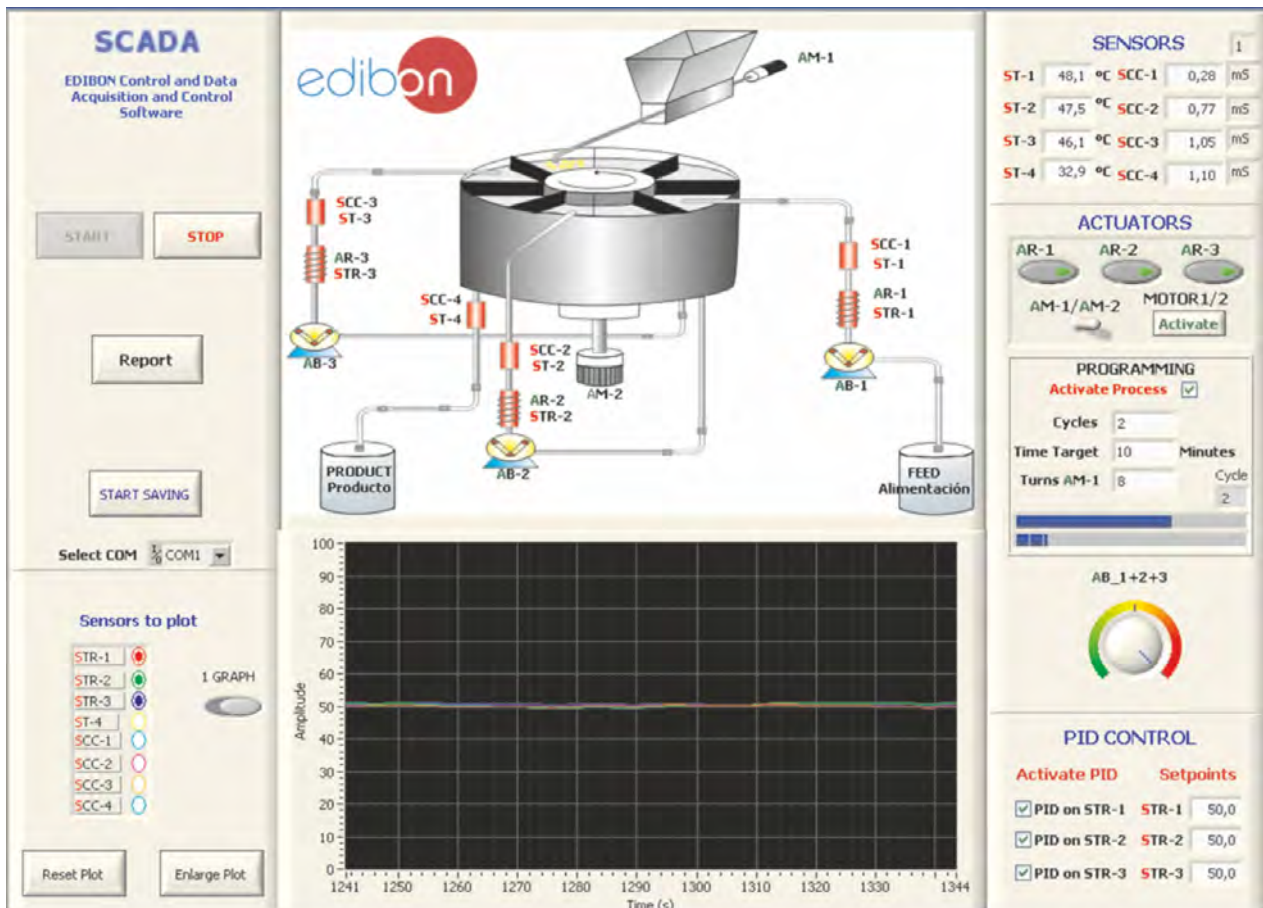 SCADA
EDIBON Control and Data
Acquisition and Control
Software
START
STOP
Report
START SAVING
Select COM
COM1
Sensors to plot
STR-1
STR-2
STR-3
ST-4
SCC-1
SCC-2
SCC-3
SCC-4
1 GRAPH
Reset Plot
Enlarge Plot
edibon
AM-1
SCC-3
ST-3
AR-3
STR-3
AB-3
SCC-4
ST-4
SCC-2
ST-2
AR-2
STR-2
AB-2
AM-2
SCC-1
ST-1
AR-1
STR-1
AB-1
PRODUCT
Producto
FEED
Alimentación
Amplitude
100
90
80
70
60
50
40
30
20
10
0
1241 1250 1260 1270 1280 1290 1300 1310 1320 1330 1344
Time (s)
SENSORS 1
ST-1 48,1 ºC SCC-1 0,28 mS
ST-2 47,5 ºC SCC-2 0,77 mS
ST-3 46,1 ºC SCC-3 1,05 mS
ST-4 32,9 ºC SCC-4 1,10 mS
ACTUATORS
AR-1 AR-2 AR-3
AM-1/AM-2 MOTOR1/2
Activate
PROGRAMMING
Activate Process
Cycles 2
Time Target 10 Minutes
Turns AM-1 8
Cycle
2
AB_1+2+3
PID CONTROL
Activate PID Setpoints
PID on STR-1 STR-1 50,0
PID on STR-2 STR-2 50,0
PID on STR-3 STR-3 50,0